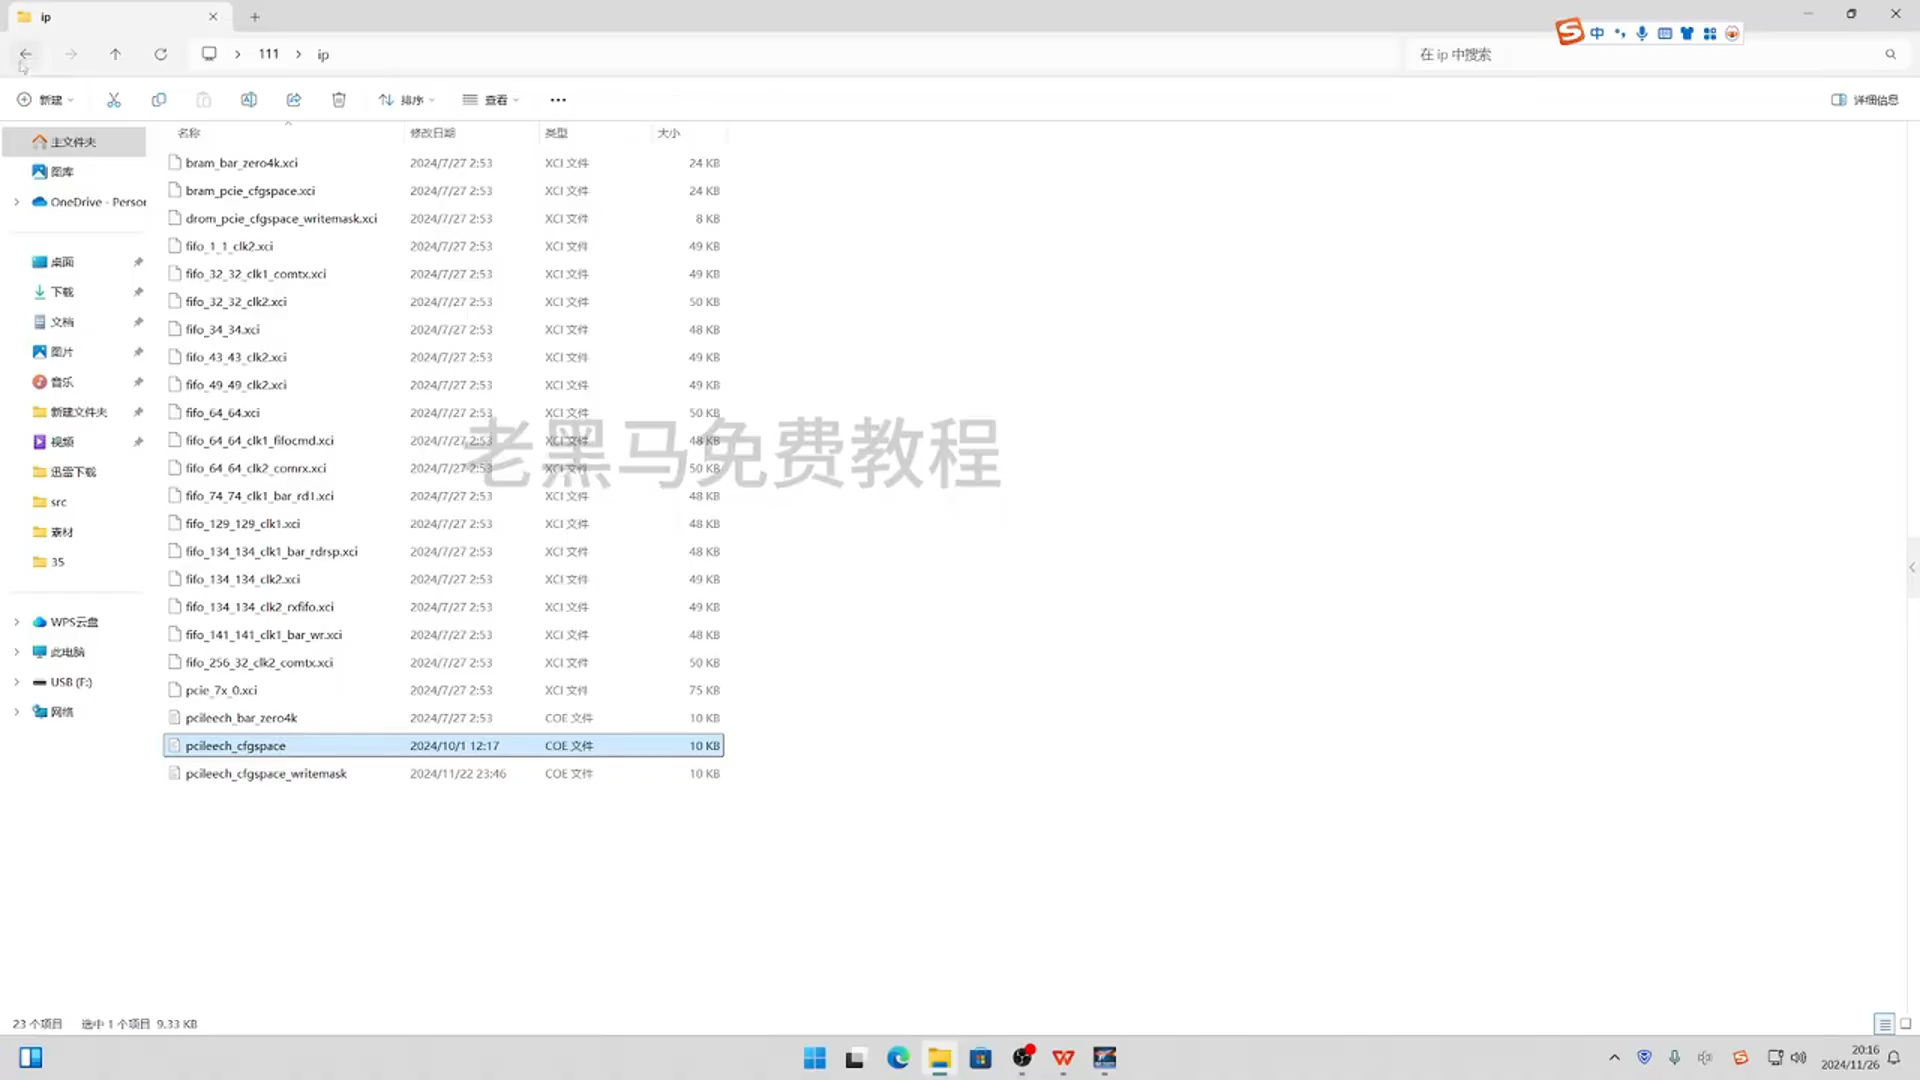 ip
111
ip
在 ip 中搜索
中
新建
排序
查看
详细信息
名称 修改日期 类型 大小
主文件夹
图库
OneDrive - Person
桌面
下载
文档
图片
音乐
新建文件夹
视频
迅雷下载
src
素材
35
WPS云盘
此电脑
USB (F:)
网络
bram_bar_zero4k.xci 2024/7/27 2:53 XCI 文件 24 KB
bram_pcie_cfgspace.xci 2024/7/27 2:53 XCI 文件 24 KB
drom_pcie_cfgspace_writemask.xci 2024/7/27 2:53 XCI 文件 8 KB
fifo_1_1_clk2.xci 2024/7/27 2:53 XCI 文件 49 KB
fifo_32_32_clk1_comtx.xci 2024/7/27 2:53 XCI 文件 49 KB
fifo_32_32_clk2.xci 2024/7/27 2:53 XCI 文件 50 KB
fifo_34_34.xci 2024/7/27 2:53 XCI 文件 48 KB
fifo_43_43_clk2.xci 2024/7/27 2:53 XCI 文件 49 KB
fifo_49_49_clk2.xci 2024/7/27 2:53 XCI 文件 49 KB
fifo_64_64.xci 2024/7/27 2:53 XCI 文件 50 KB
fifo_64_64_clk1_fifocmd.xci 2024/7/27 2:53 XCI 文件 48 KB
fifo_64_64_clk2_comrx.xci 2024/7/27 2:53 XCI 文件 50 KB
fifo_74_74_clk1_bar_rd1.xci 2024/7/27 2:53 XCI 文件 48 KB
fifo_129_129_clk1.xci 2024/7/27 2:53 XCI 文件 48 KB
fifo_134_134_clk1_bar_rdrsp.xci 2024/7/27 2:53 XCI 文件 48 KB
fifo_134_134_clk2.xci 2024/7/27 2:53 XCI 文件 49 KB
fifo_134_134_clk2_rxfifo.xci 2024/7/27 2:53 XCI 文件 49 KB
fifo_141_141_clk1_bar_wr.xci 2024/7/27 2:53 XCI 文件 48 KB
fifo_256_32_clk2_comtx.xci 2024/7/27 2:53 XCI 文件 50 KB
pcie_7x_0.xci 2024/7/27 2:53 XCI 文件 75 KB
pcileech_bar_zero4k 2024/7/27 2:53 COE 文件 10 KB
pcileech_cfgspace 2024/10/1 12:17 COE 文件 10 KB
pcileech_cfgspace_writemask 2024/11/22 23:46 COE 文件 10 KB
老黑马免费教程
23 个项目 选中 1 个项目 9.33 KB
20:16
2024/11/26